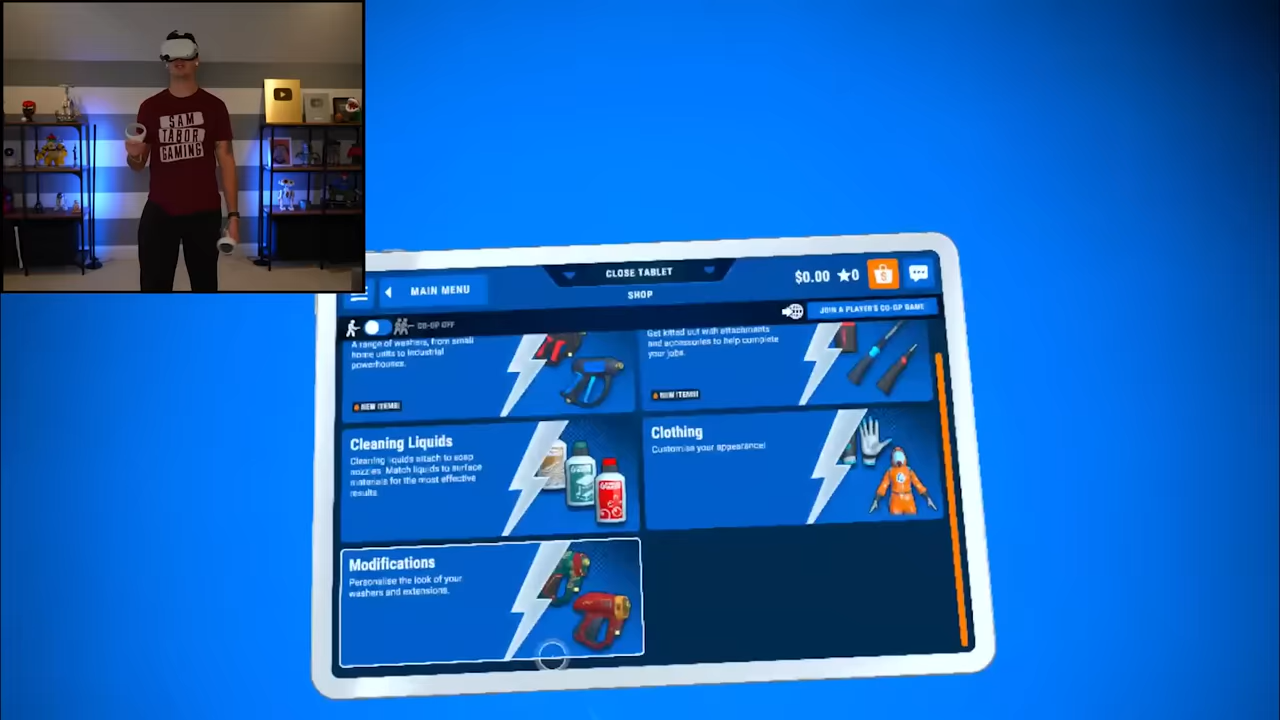 SAM
TABOR
GAMING
CLOSE TABLET
MAIN MENU
SHOP
$0.00 ★0
CO-OP OFF
JOIN A PLAYER'S CO-OP GAME
A range of washers, from small
home units to industrial
powerhouses.
NEW ITEMS!
Get kitted out with attachments
and accessories to help complete
your jobs.
NEW ITEMS!
Cleaning Liquids
Cleaning liquids attach to soap
nozzles. Match liquids to surface
materials for the most effective
results.
Clothing
Customise your appearance!
Modifications
Personalise the look of your
washers and extensions.